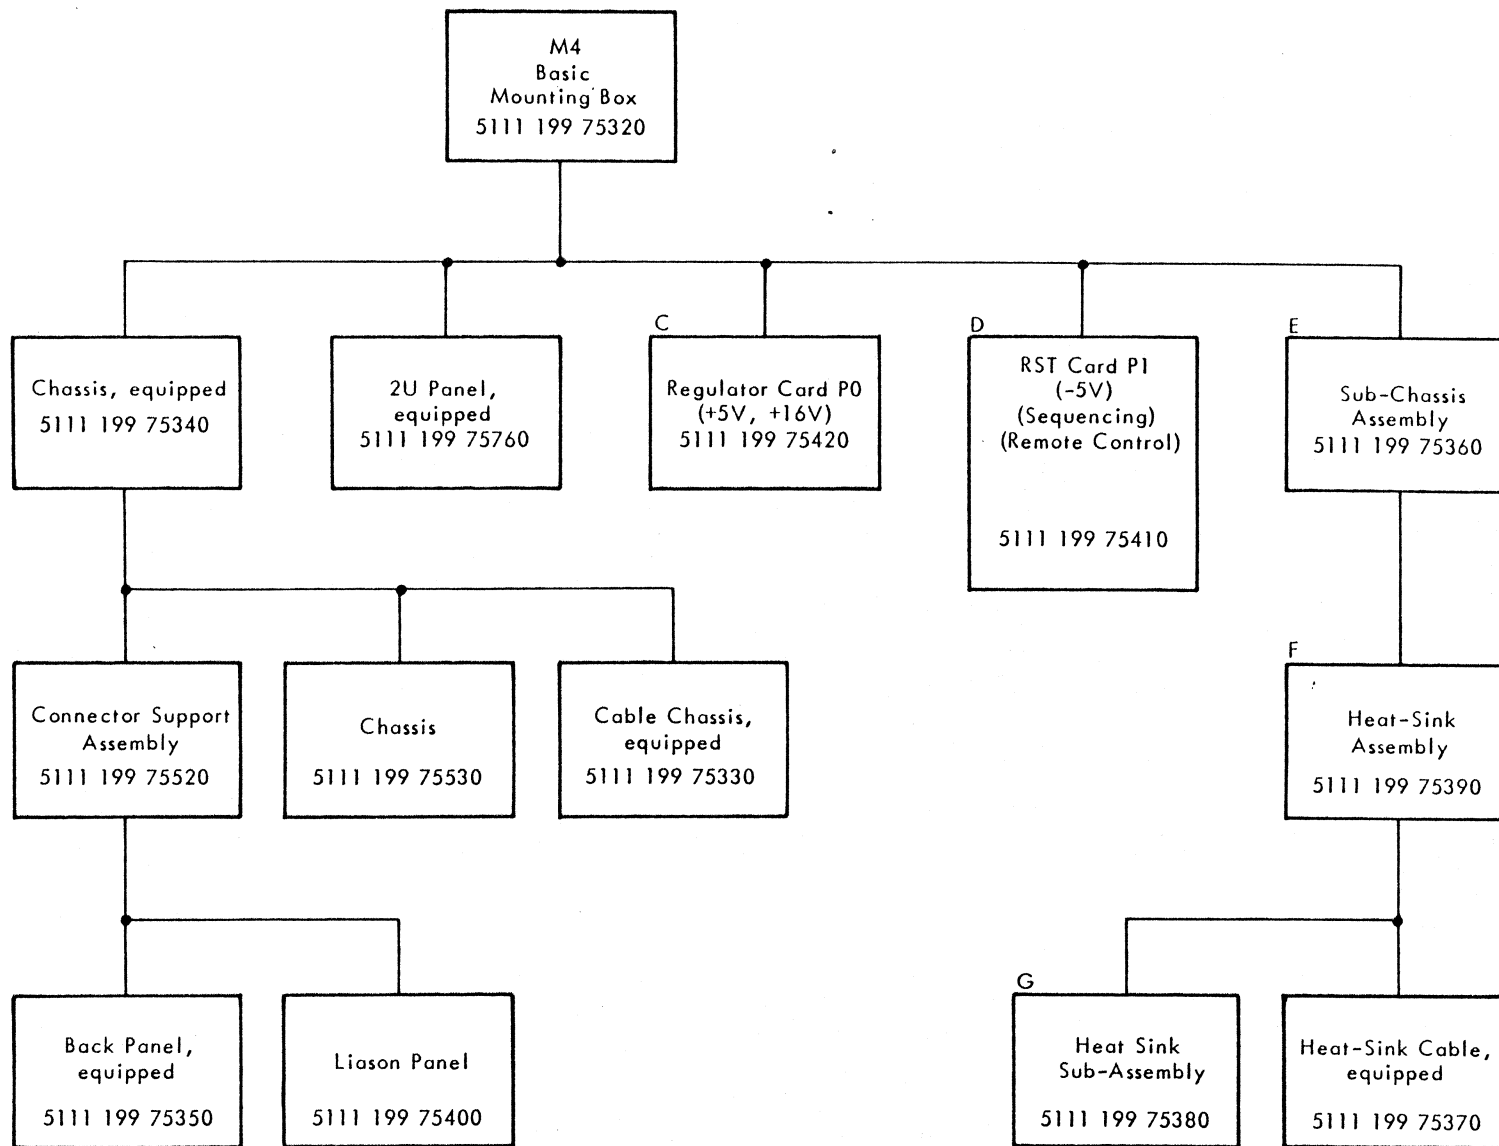 M4
Basic
Mounting Box
5111 199 75320
Chassis, equipped
5111 199 75340
2U Panel,
equipped
5111 199 75760
C
Regulator Card P0
(+5V, +16V)
5111 199 75420
D
RST Card P1
(-5V)
(Sequencing)
(Remote Control)
5111 199 75410
E
Sub-Chassis
Assembly
5111 199 75360
Connector Support
Assembly
5111 199 75520
Chassis
5111 199 75530
Cable Chassis,
equipped
5111 199 75330
F
Heat-Sink
Assembly
5111 199 75390
Back Panel,
equipped
5111 199 75350
Liason Panel
5111 199 75400
G
Heat Sink
Sub-Assembly
5111 199 75380
Heat-Sink Cable,
equipped
5111 199 75370